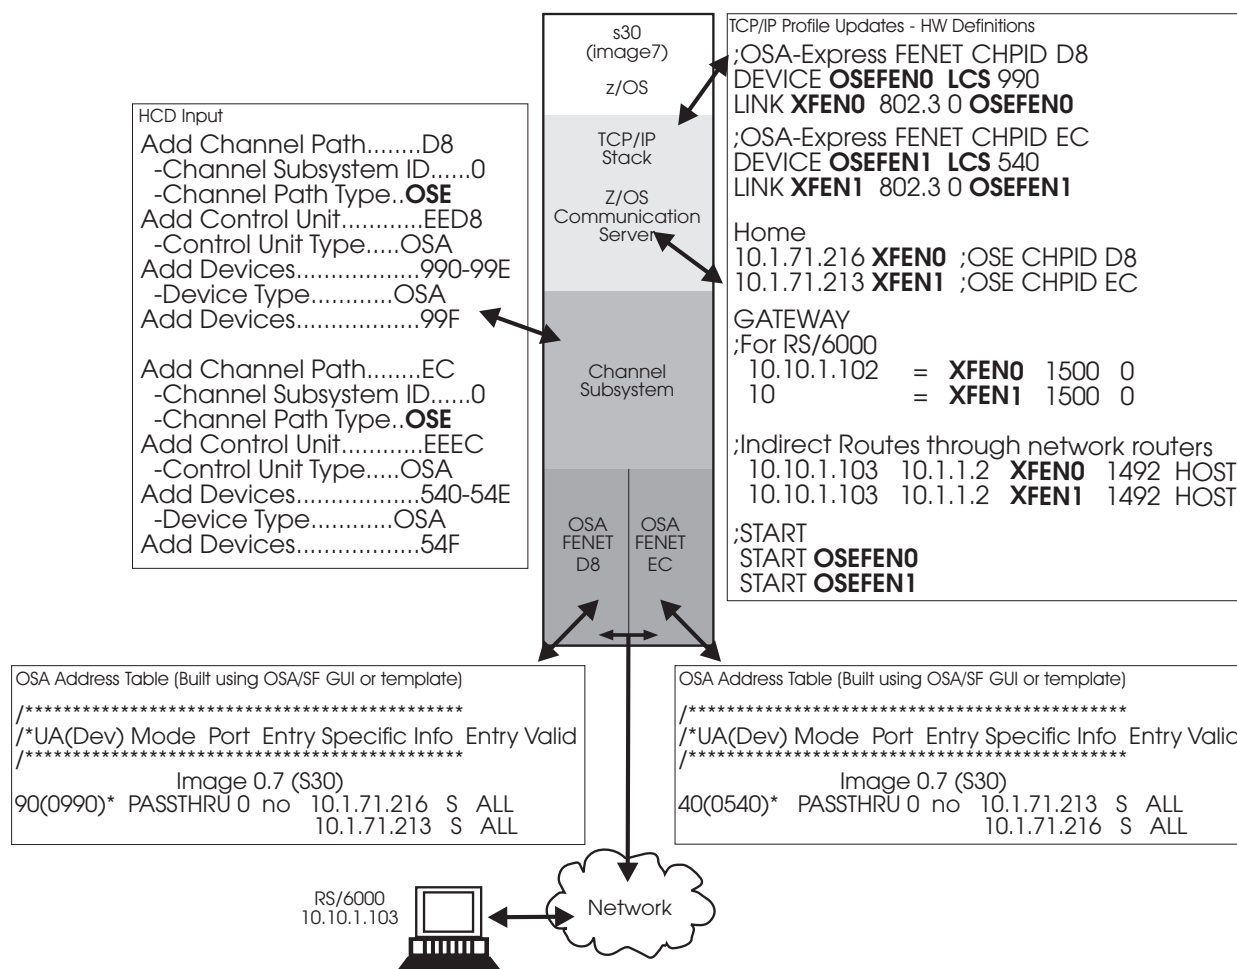 s30
(image7)
z/OS
TCP/IP
Stack
Z/OS
Communication
Server
Channel
Subsystem
OSA
FENET
D8
OSA
FENET
EC
HCD Input
Add Channel Path........D8
-Channel Subsystem ID......0
-Channel Path Type..OSE
Add Control Unit............EED8
-Control Unit Type.....OSA
Add Devices..................990-99E
-Device Type............OSA
Add Devices..................99F
Add Channel Path........EC
-Channel Subsystem ID......0
-Channel Path Type..OSE
Add Control Unit............EEEC
-Control Unit Type.....OSA
Add Devices..................540-54E
-Device Type............OSA
Add Devices..................54F
TCP/IP Profile Updates - HW Definitions
;OSA-Express FENET CHPID D8
DEVICE OSEFEN0 LCS 990
LINK XFEN0 802.3 0 OSEFEN0
;OSA-Express FENET CHPID EC
DEVICE OSEFEN1 LCS 540
LINK XFEN1 802.3 0 OSEFEN1
Home
10.1.71.216 XFEN0 ;OSE CHPID D8
10.1.71.213 XFEN1 ;OSE CHPID EC
GATEWAY
;For RS/6000
10.10.1.102 = XFEN0 1500 0
10 = XFEN1 1500 0
;Indirect Routes through network routers
10.10.1.103 10.1.1.2 XFEN0 1492 HOST
10.10.1.103 10.1.1.2 XFEN1 1492 HOST
;START
START OSEFEN0
START OSEFEN1
OSA Address Table (Built using OSA/SF GUI or template)
/**********************************************
/*UA(Dev) Mode Port Entry Specific Info Entry Valid
/**********************************************
Image 0.7 (S30)
90(0990)* PASSTHRU 0 no 10.1.71.216 S ALL
10.1.71.213 S ALL
OSA Address Table (Built using OSA/SF GUI or template)
/**********************************************
/*UA(Dev) Mode Port Entry Specific Info Entry Valid
/**********************************************
Image 0.7 (S30)
40(0540)* PASSTHRU 0 no 10.1.71.213 S ALL
10.1.71.216 S ALL
RS/6000
10.10.1.103
Network